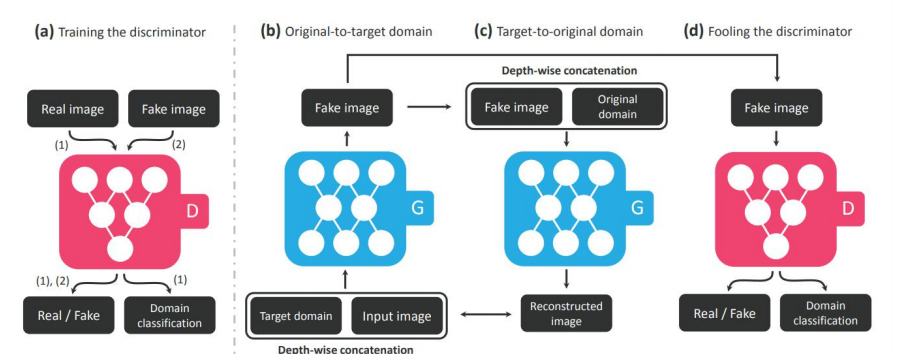 (a) Training the discriminator
(b) Original-to-target domain
(c) Target-to-original domain
(d) Fooling the discriminator
Depth-wise concatenation
Real image
Fake image
Fake image
Fake image
Original
domain
Fake image
(1)
(2)
D
G
G
D
(1), (2)
(1)
Real / Fake
Domain
classification
Target domain
Input image
Reconstructed
image
Real / Fake
Domain
classification
Depth-wise concatenation